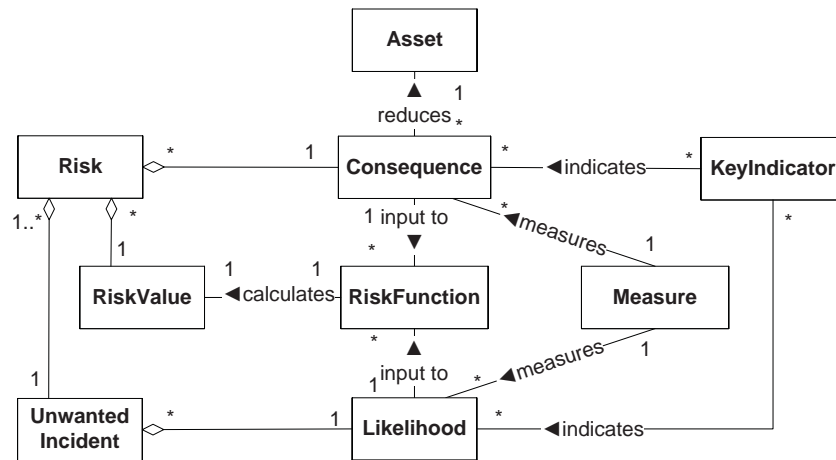 Asset
1
reduces
*
Risk
*
1
Consequence
*
indicates
*
KeyIndicator
1..*
*
1
input to
*
measures
1
*
*
1
RiskValue
1
calculates
1
RiskFunction
Measure
*
measures
1
input to
1
*
1
Unwanted
Incident
*
1
Likelihood
*
indicates